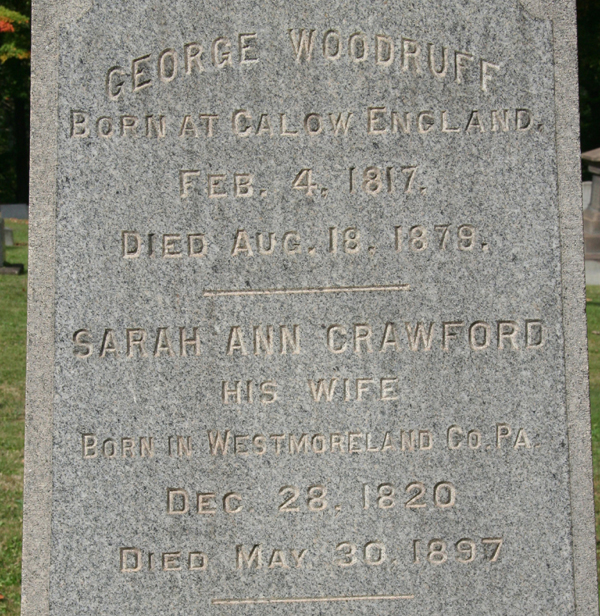 GEORGE WOODRUFF
BORN AT CALOW ENGLAND.
FEB. 4. 1817.
DIED AUG. 18. 1879.
SARAH ANN CRAWFORD
HIS WIFE
BORN IN WESTMORELAND CO. PA.
DEC 28. 1820
DIED MAY 30. 1897